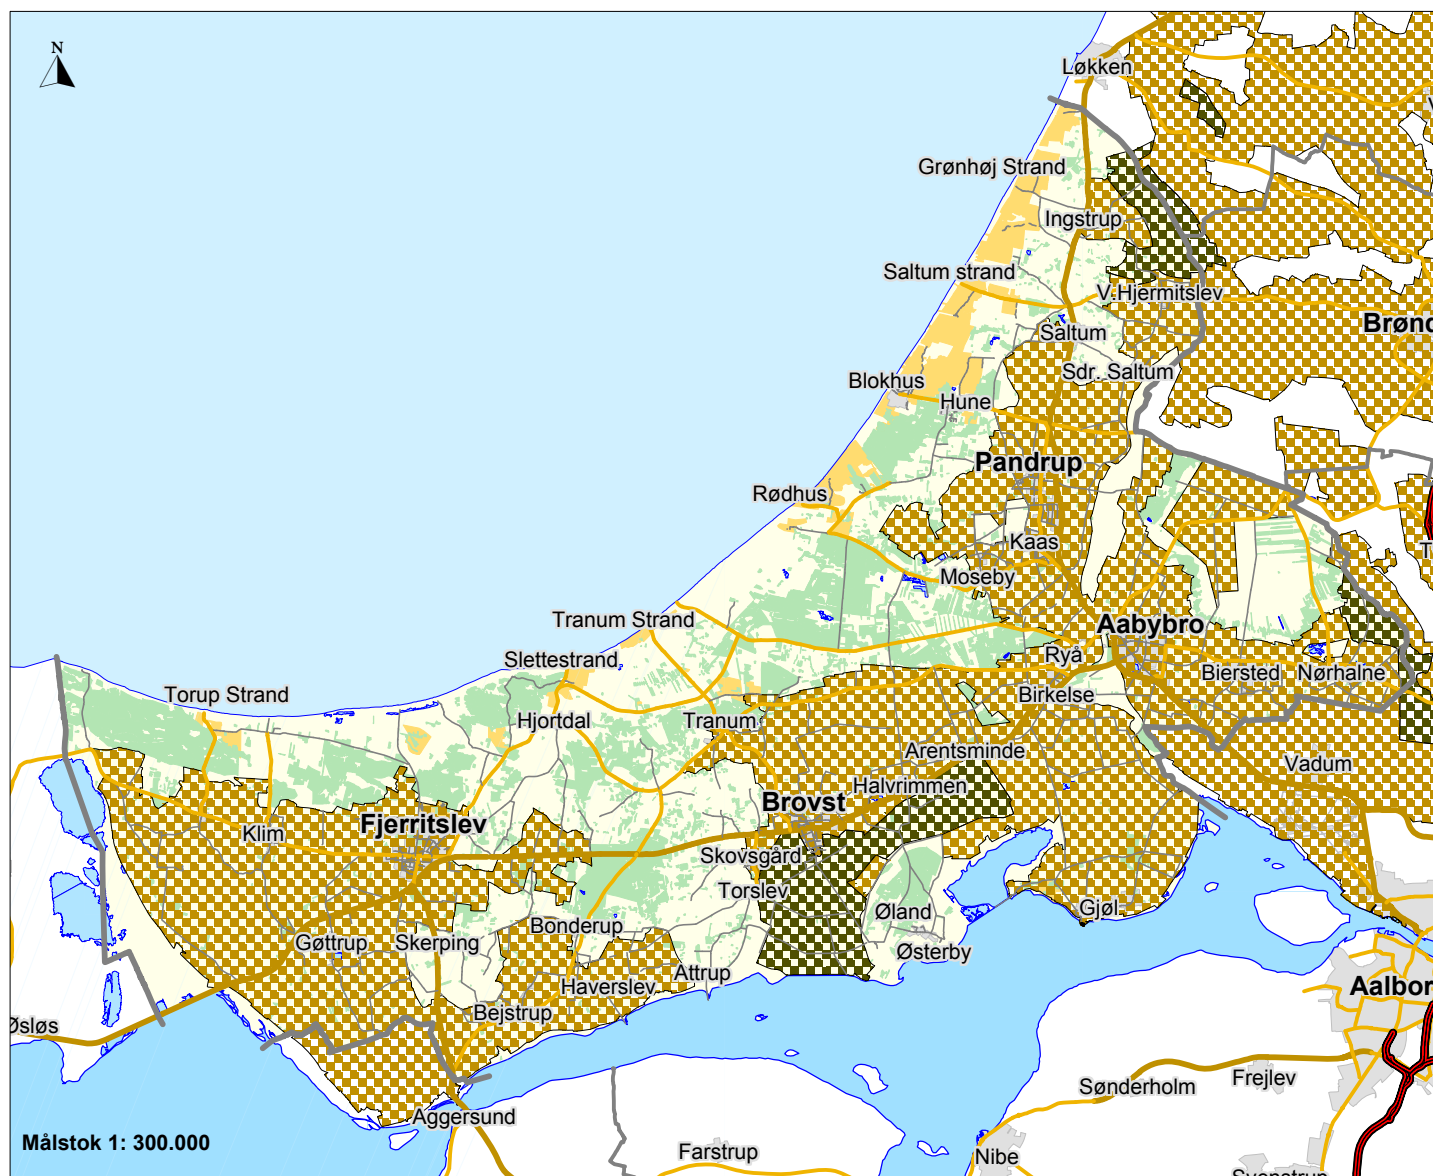 N
Løkken
Grønhøj Strand
Ingstrup
Saltum strand
V.Hjermitslev
Brønd
Saltum
Sdr. Saltum
Blokhus
Hune
Pandrup
Rødhus
Kaas
Moseby
Tranum Strand
Aabybro
Slettestrand
Ryå
Biersted
Nørhalne
Torup Strand
Birkelse
Hjortdal
Tranum
Arentsminde
Vadum
Halvrimmen
Brovst
Fjerritslev
Klim
Skovsgård
Torslev
Øland
Gjøl
Bonderup
Gøttrup
Skerping
Østerby
Attrup
Haverslev
Aalbor
Bejstrup
Øsløs
Frejlev
Sønderholm
Aggersund
Målstok 1: 300.000
Farstrup
Nibe
Svenstrup